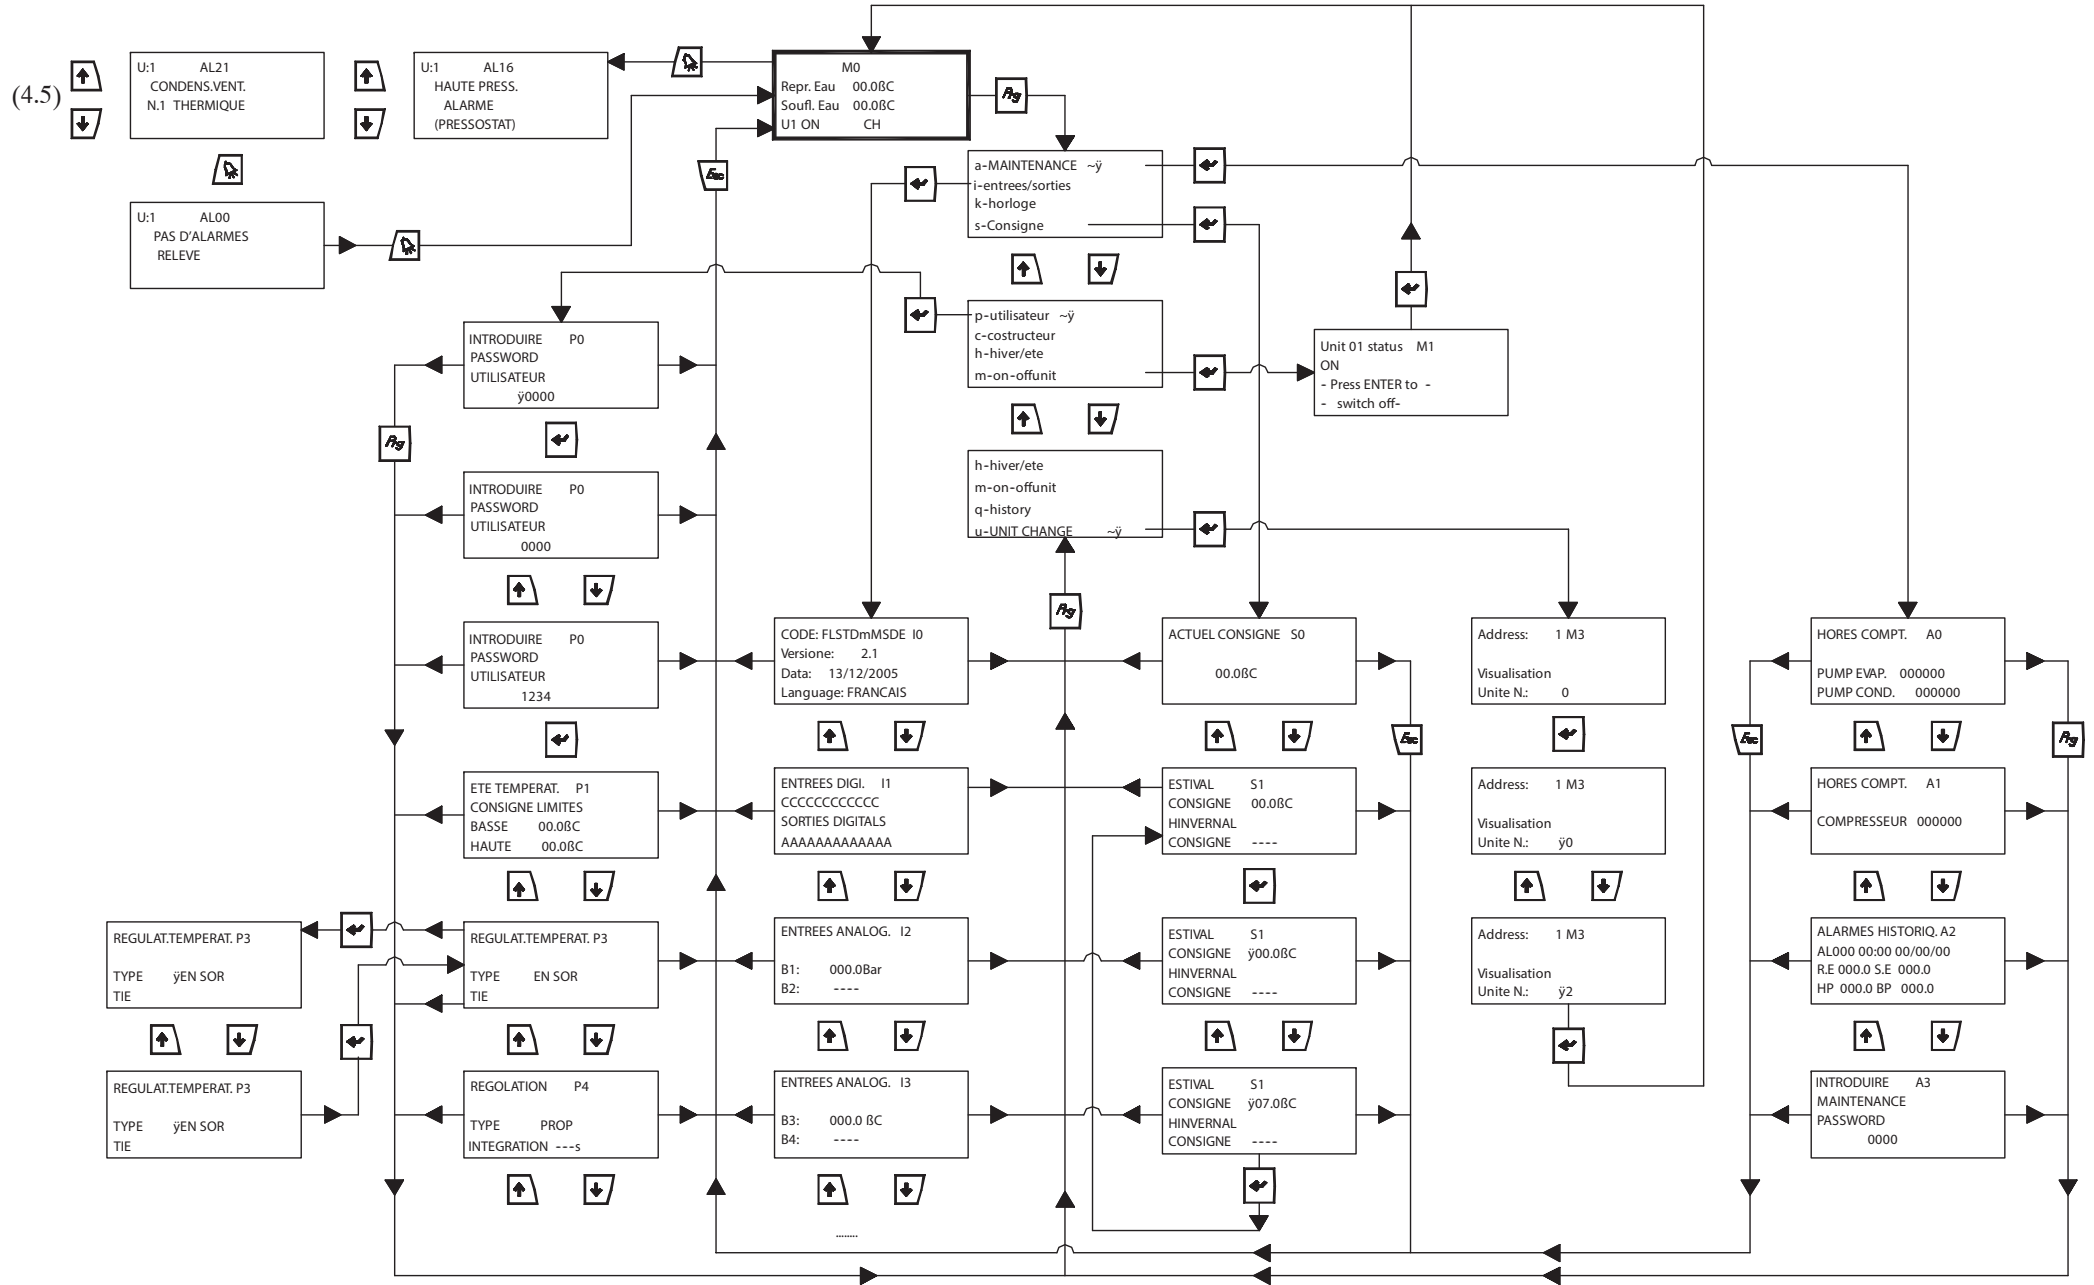 (4.5)
U:1 AL21
CONDENS.VENT.
N.1 THERMIQUE
U:1 AL16
HAUTE PRESS.
ALARME
(PRESSOSTAT)
M0
Repr. Eau 00.0ßC
Soufl. Eau 00.0ßC
U1 ON CH
Prg
U:1 AL00
PAS D'ALARMES
RELEVE
Esc
a-MAINTENANCE ~ÿ
i-entrees/sorties
k-horloge
s-Consigne
p-utilisateur ~ÿ
c-costructeur
h-hiver/ete
m-on-offunit
Unit 01 status M1
ON
- Press ENTER to -
- switch off-
h-hiver/ete
m-on-offunit
q-history
u-UNIT CHANGE ~ÿ
Prg
INTRODUIRE P0
PASSWORD
UTILISATEUR
ÿ0000
Prg
INTRODUIRE P0
PASSWORD
UTILISATEUR
0000
INTRODUIRE P0
PASSWORD
UTILISATEUR
1234
ETE TEMPERAT. P1
CONSIGNE LIMITES
BASSE 00.0ßC
HAUTE 00.0ßC
REGULAT.TEMPERAT. P3
TYPE ÿEN SOR
TIE
REGULAT.TEMPERAT. P3
TYPE EN SOR
TIE
REGULAT.TEMPERAT. P3
TYPE ÿEN SOR
TIE
REGOLATION P4
TYPE PROP
INTEGRATION ---s
CODE: FLSTDmMSDE I0
Versione: 2.1
Data: 13/12/2005
Language: FRANCAIS
ENTREES DIGI. I1
CCCCCCCCCCCC
SORTIES DIGITALS
AAAAAAAAAAAAA
ENTREES ANALOG. I2
B1: 000.0Bar
B2: ----
ENTREES ANALOG. I3
B3: 000.0 ßC
B4: ----
........
ACTUEL CONSIGNE S0
00.0ßC
Esc
ESTIVAL S1
CONSIGNE 00.0ßC
HINVERNAL
CONSIGNE ----
ESTIVAL S1
CONSIGNE ÿ00.0ßC
HINVERNAL
CONSIGNE ----
ESTIVAL S1
CONSIGNE ÿ07.0ßC
HINVERNAL
CONSIGNE ----
Address: 1 M3
Visualisation
Unite N.: 0
Address: 1 M3
Visualisation
Unite N.: ÿ0
Address: 1 M3
Visualisation
Unite N.: ÿ2
HORES COMPT. A0
PUMP EVAP. 000000
PUMP COND. 000000
Esc
Prg
HORES COMPT. A1
COMPRESSEUR 000000
ALARMES HISTORIQ. A2
AL000 00:00 00/00/00
R.E 000.0 S.E 000.0
HP 000.0 BP 000.0
INTRODUIRE A3
MAINTENANCE
PASSWORD
0000